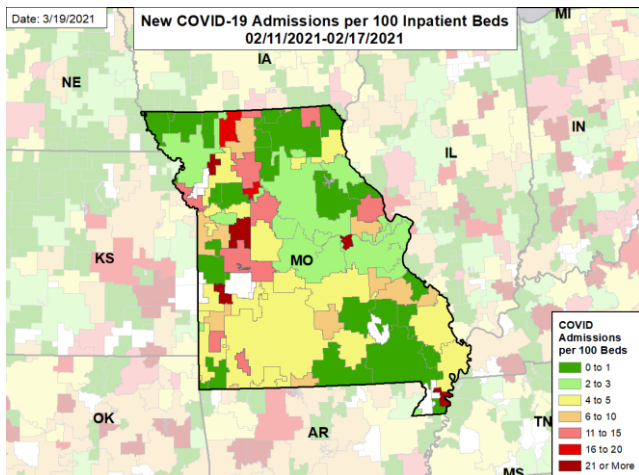 Date: 3/19/2021
New COVID-19 Admissions per 100 Inpatient Beds
02/11/2021-02/17/2021
MI
IA
NE
IN
IL
KS
MO
COVID
Admissions
per 100 Beds
0 to 1
2 to 3
4 to 5
6 to 10
11 to 15
16 to 20
21 or More
OK
AR
TN
MS